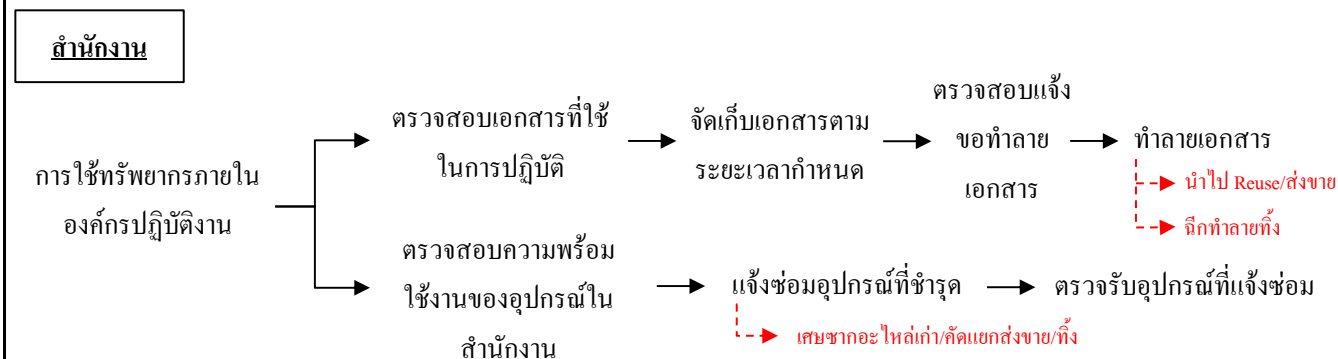 สำนักงาน
การใช้ทรัพยากรภายใน
องค์กรปฏิบัติงาน
ตรวจสอบเอกสารที่ใช้
ในการปฏิบัติ
จัดเก็บเอกสารตาม
ระยะเวลากำหนด
ตรวจสอบแจ้ง
ขอทำลาย
เอกสาร
ทำลายเอกสาร
นำไป Reuse/ส่งขาย
ฉีกทำลายทิ้ง
ตรวจสอบความพร้อม
ใช้งานของอุปกรณ์ใน
สำนักงาน
แจ้งซ่อมอุปกรณ์ที่ชำรุด
เศษซากอะไหล่เก่า/คัดแยกส่งขาย/ทิ้ง
ตรวจรับอุปกรณ์ที่แจ้งซ่อม